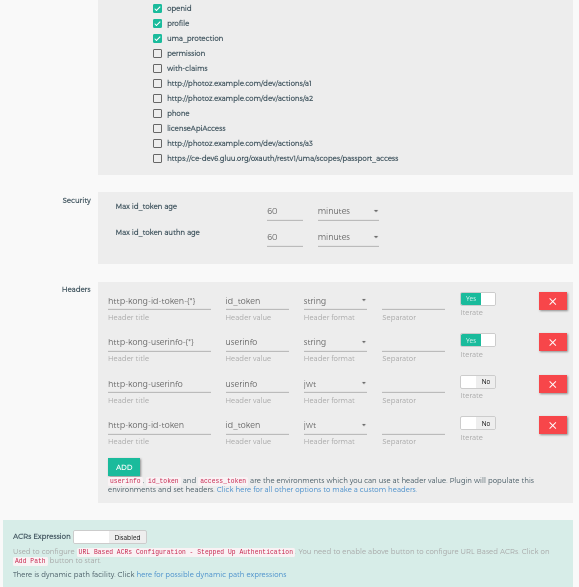 openid
profile
uma_protection
permission
with-claims
http://photoz.example.com/dev/actions/a1
http://photoz.example.com/dev/actions/a2
phone
licenseApiAccess
http://photoz.example.com/dev/actions/a3
https://ce-dev6.gluu.org/oxauth/restv1/uma/scopes/passport_access
Security
Max id_token age 60 minutes
Max id_token authn age 60 minutes
Headers
http-kong-id-token-{*} id_token string Yes
Header title Header value Header format Separator Iterate
http-kong-userinfo-{*} userinfo string Yes
Header title Header value Header format Separator Iterate
http-kong-userinfo userinfo jwt No
Header title Header value Header format Separator Iterate
http-kong-id-token id_token jwt No
Header title Header value Header format Separator Iterate
ADD
userinfo , id_token and access_token are the environments which you can use at header value. Plugin will populate this
environments and set headers. Click here for all other options to make a custom headers.
ACRs Expression Disabled
Used to configure URL Based ACRs Configuration - Stepped Up Authentication . You need to enable above button to configure URL Based ACRs. Click on
Add Path button to start.
There is dynamic path facility. Click here for possible dynamic path expressions